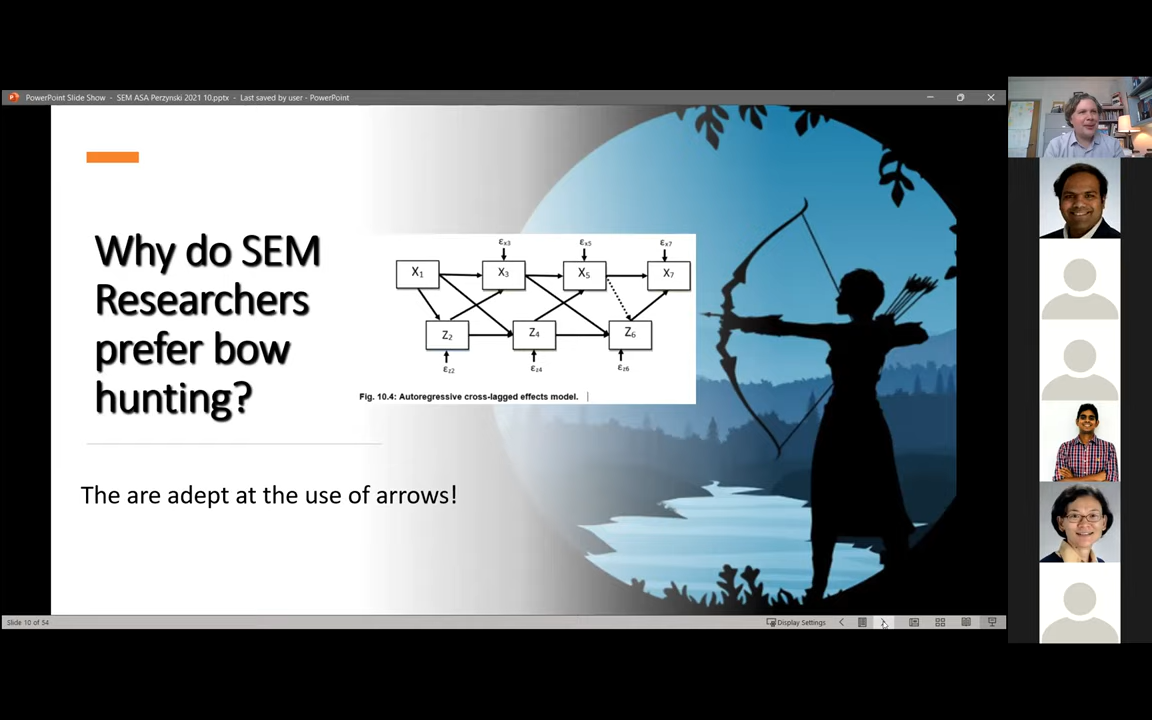 PowerPoint Slide Show - SEM ASA Perzynski 2021 10.pptx - Last saved by user - PowerPoint
Why do SEM
Researchers
prefer bow
hunting?
εx3 εx5 εx7
X1 X3 X5 X7
Z2 Z4 Z6
εz2 εz4 εz6
Fig. 10.4: Autoregressive cross-lagged effects model.
The are adept at the use of arrows!
Slide 10 of 54
Display Settings